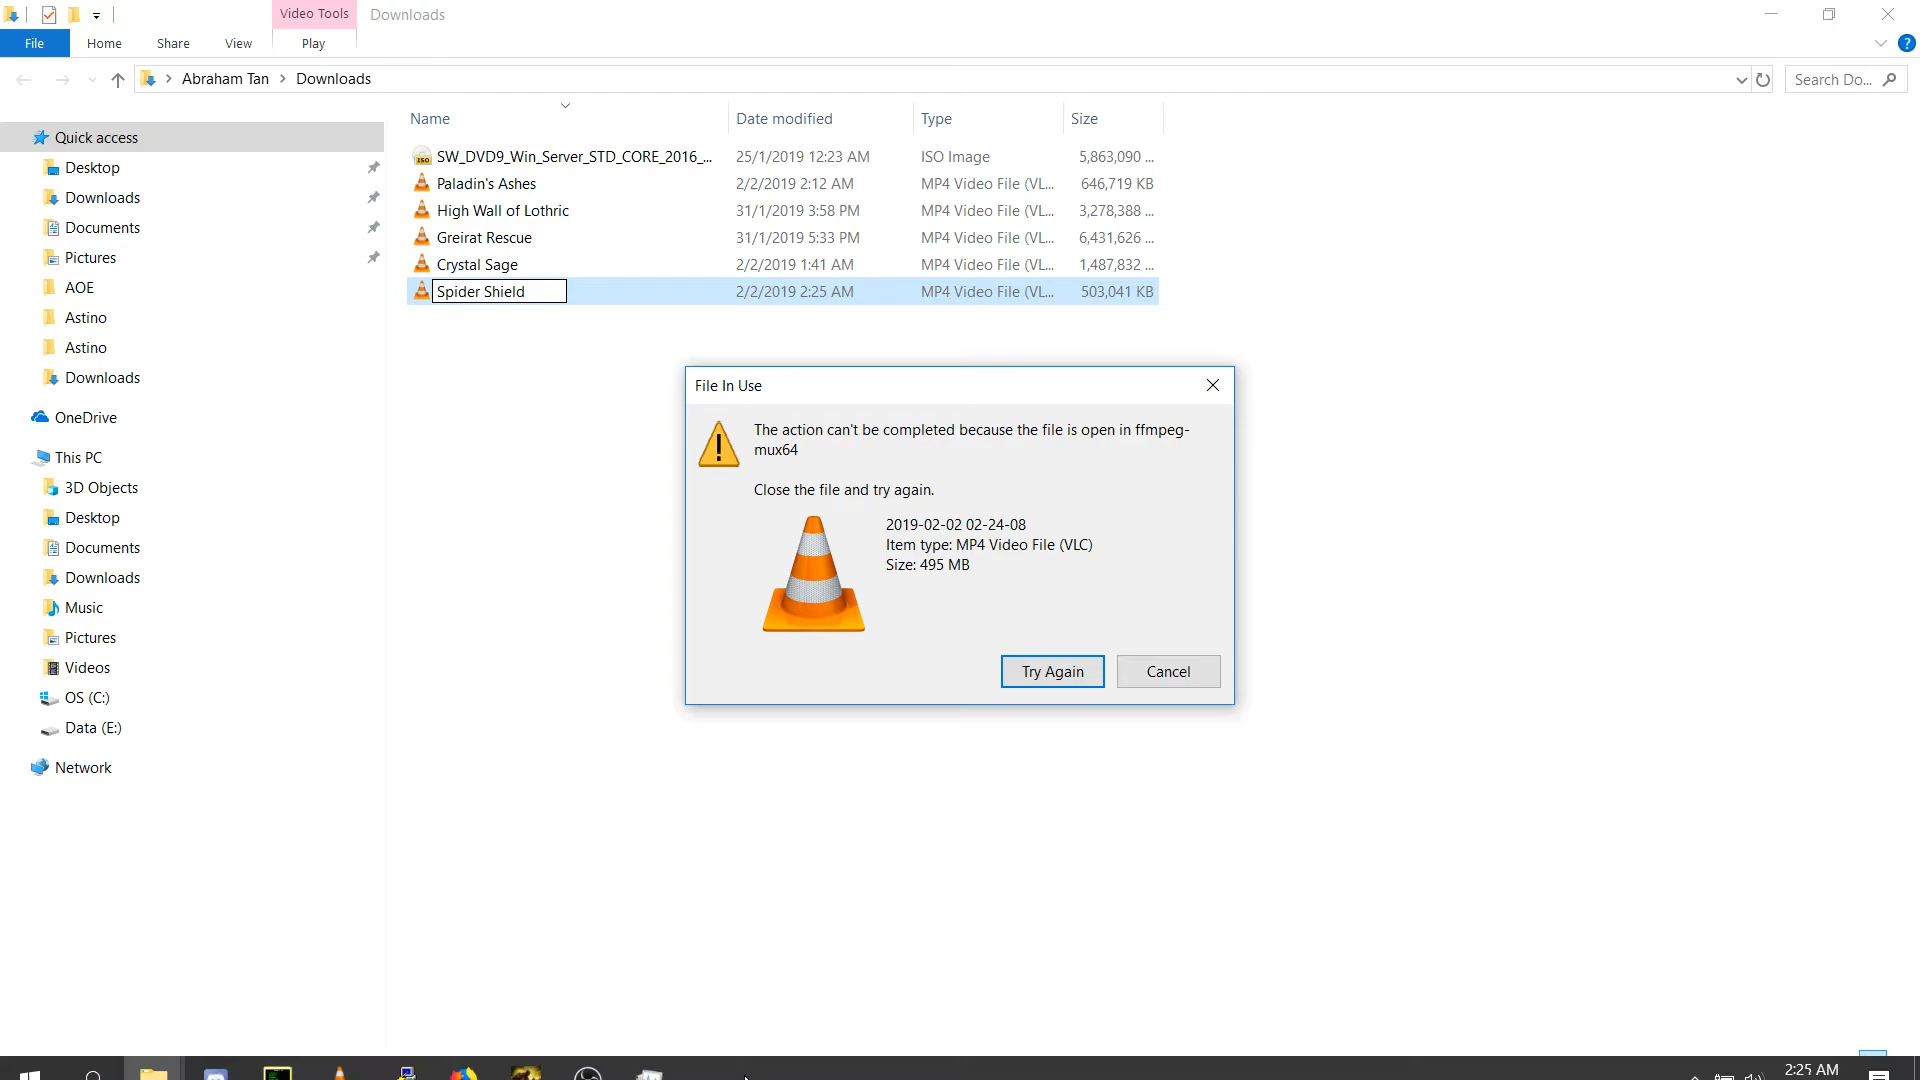 Video Tools
Downloads
File
Home
Share
View
Play
Abraham Tan
Downloads
Search Do...
Name
Date modified
Type
Size
Quick access
Desktop
Downloads
Documents
Pictures
AOE
Astino
Astino
Downloads
OneDrive
This PC
3D Objects
Desktop
Documents
Downloads
Music
Pictures
Videos
OS (C:)
Data (E:)
Network
SW_DVD9_Win_Server_STD_CORE_2016_... 25/1/2019 12:23 AM ISO Image 5,863,090 ...
Paladin's Ashes 2/2/2019 2:12 AM MP4 Video File (VL... 646,719 KB
High Wall of Lothric 31/1/2019 3:58 PM MP4 Video File (VL... 3,278,388 ...
Greirat Rescue 31/1/2019 5:33 PM MP4 Video File (VL... 6,431,626 ...
Crystal Sage 2/2/2019 1:41 AM MP4 Video File (VL... 1,487,832 ...
Spider Shield 2/2/2019 2:25 AM MP4 Video File (VL... 503,041 KB
File In Use
The action can't be completed because the file is open in ffmpeg-
mux64
Close the file and try again.
2019-02-02 02-24-08
Item type: MP4 Video File (VLC)
Size: 495 MB
Try Again
Cancel
2:25 AM